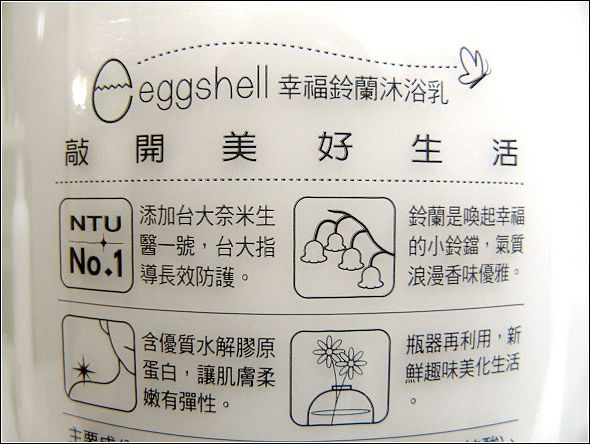 eggshell 幸福鈴蘭沐浴乳
敲開美好生活
NTU
No.1
添加台大奈米生
醫一號，台大指
導長效防護。
鈴蘭是喚起幸福
的小鈴鐺，氣質
浪漫香味優雅。
含優質水解膠原
蛋白，讓肌膚柔
嫩有彈性。
瓶器再利用，新
鮮趣味美化生活
。
主要成